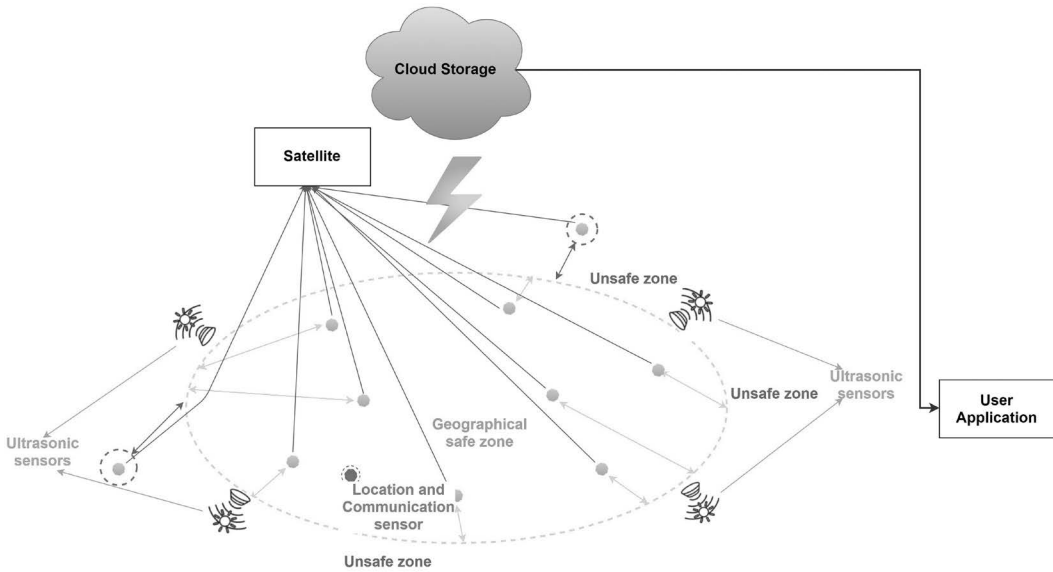 Cloud Storage
Satellite
Unsafe zone
Unsafe zone
Ultrasonic
sensors
User
Application
Geographical
safe zone
Ultrasonic
sensors
Location and
Communication
sensor
Unsafe zone